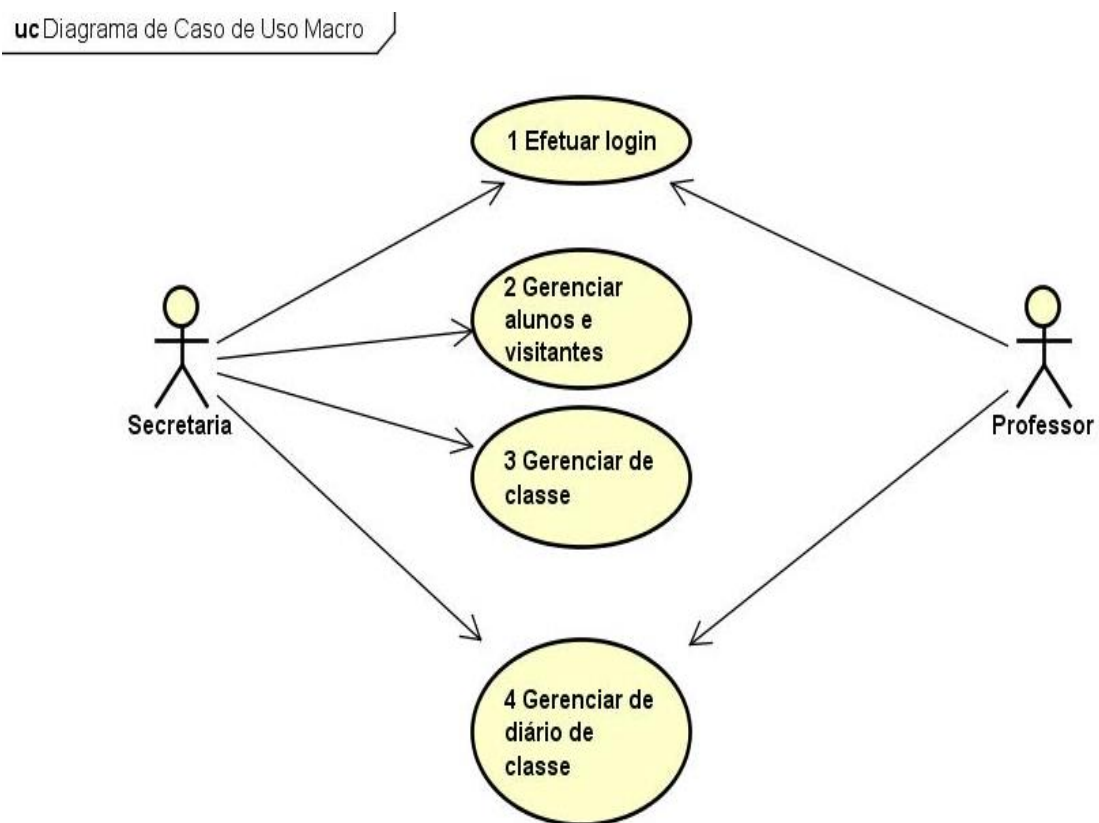 uc Diagrama de Caso de Uso Macro
1 Efetuar login
2 Gerenciar
alunos e
visitantes
Secretaria
Professor
3 Gerenciar de
classe
4 Gerenciar de
diário de
classe